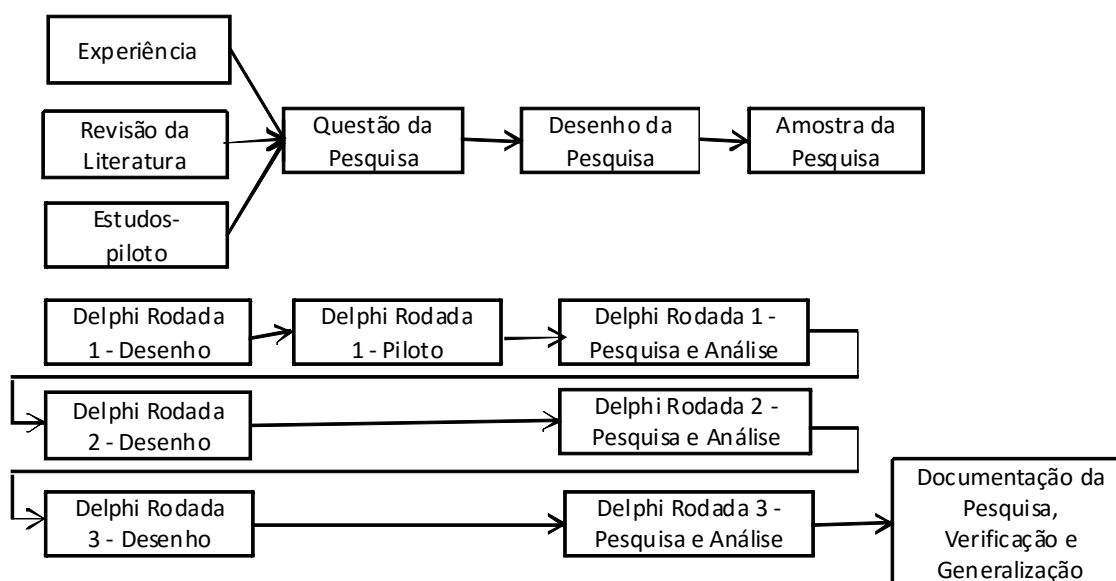 Experiência
Revisão da
Literatura
Estudos-
piloto
Questão da
Pesquisa
Desenho da
Pesquisa
Amostra da
Pesquisa
Delphi Rodada
1 - Desenho
Delphi Rodada
1 - Piloto
Delphi Rodada 1 -
Pesquisa e Análise
Delphi Rodada
2 - Desenho
Delphi Rodada 2 -
Pesquisa e Análise
Delphi Rodada
3 - Desenho
Delphi Rodada 3 -
Pesquisa e Análise
Documentação da
Pesquisa,
Verificação e
Generalização